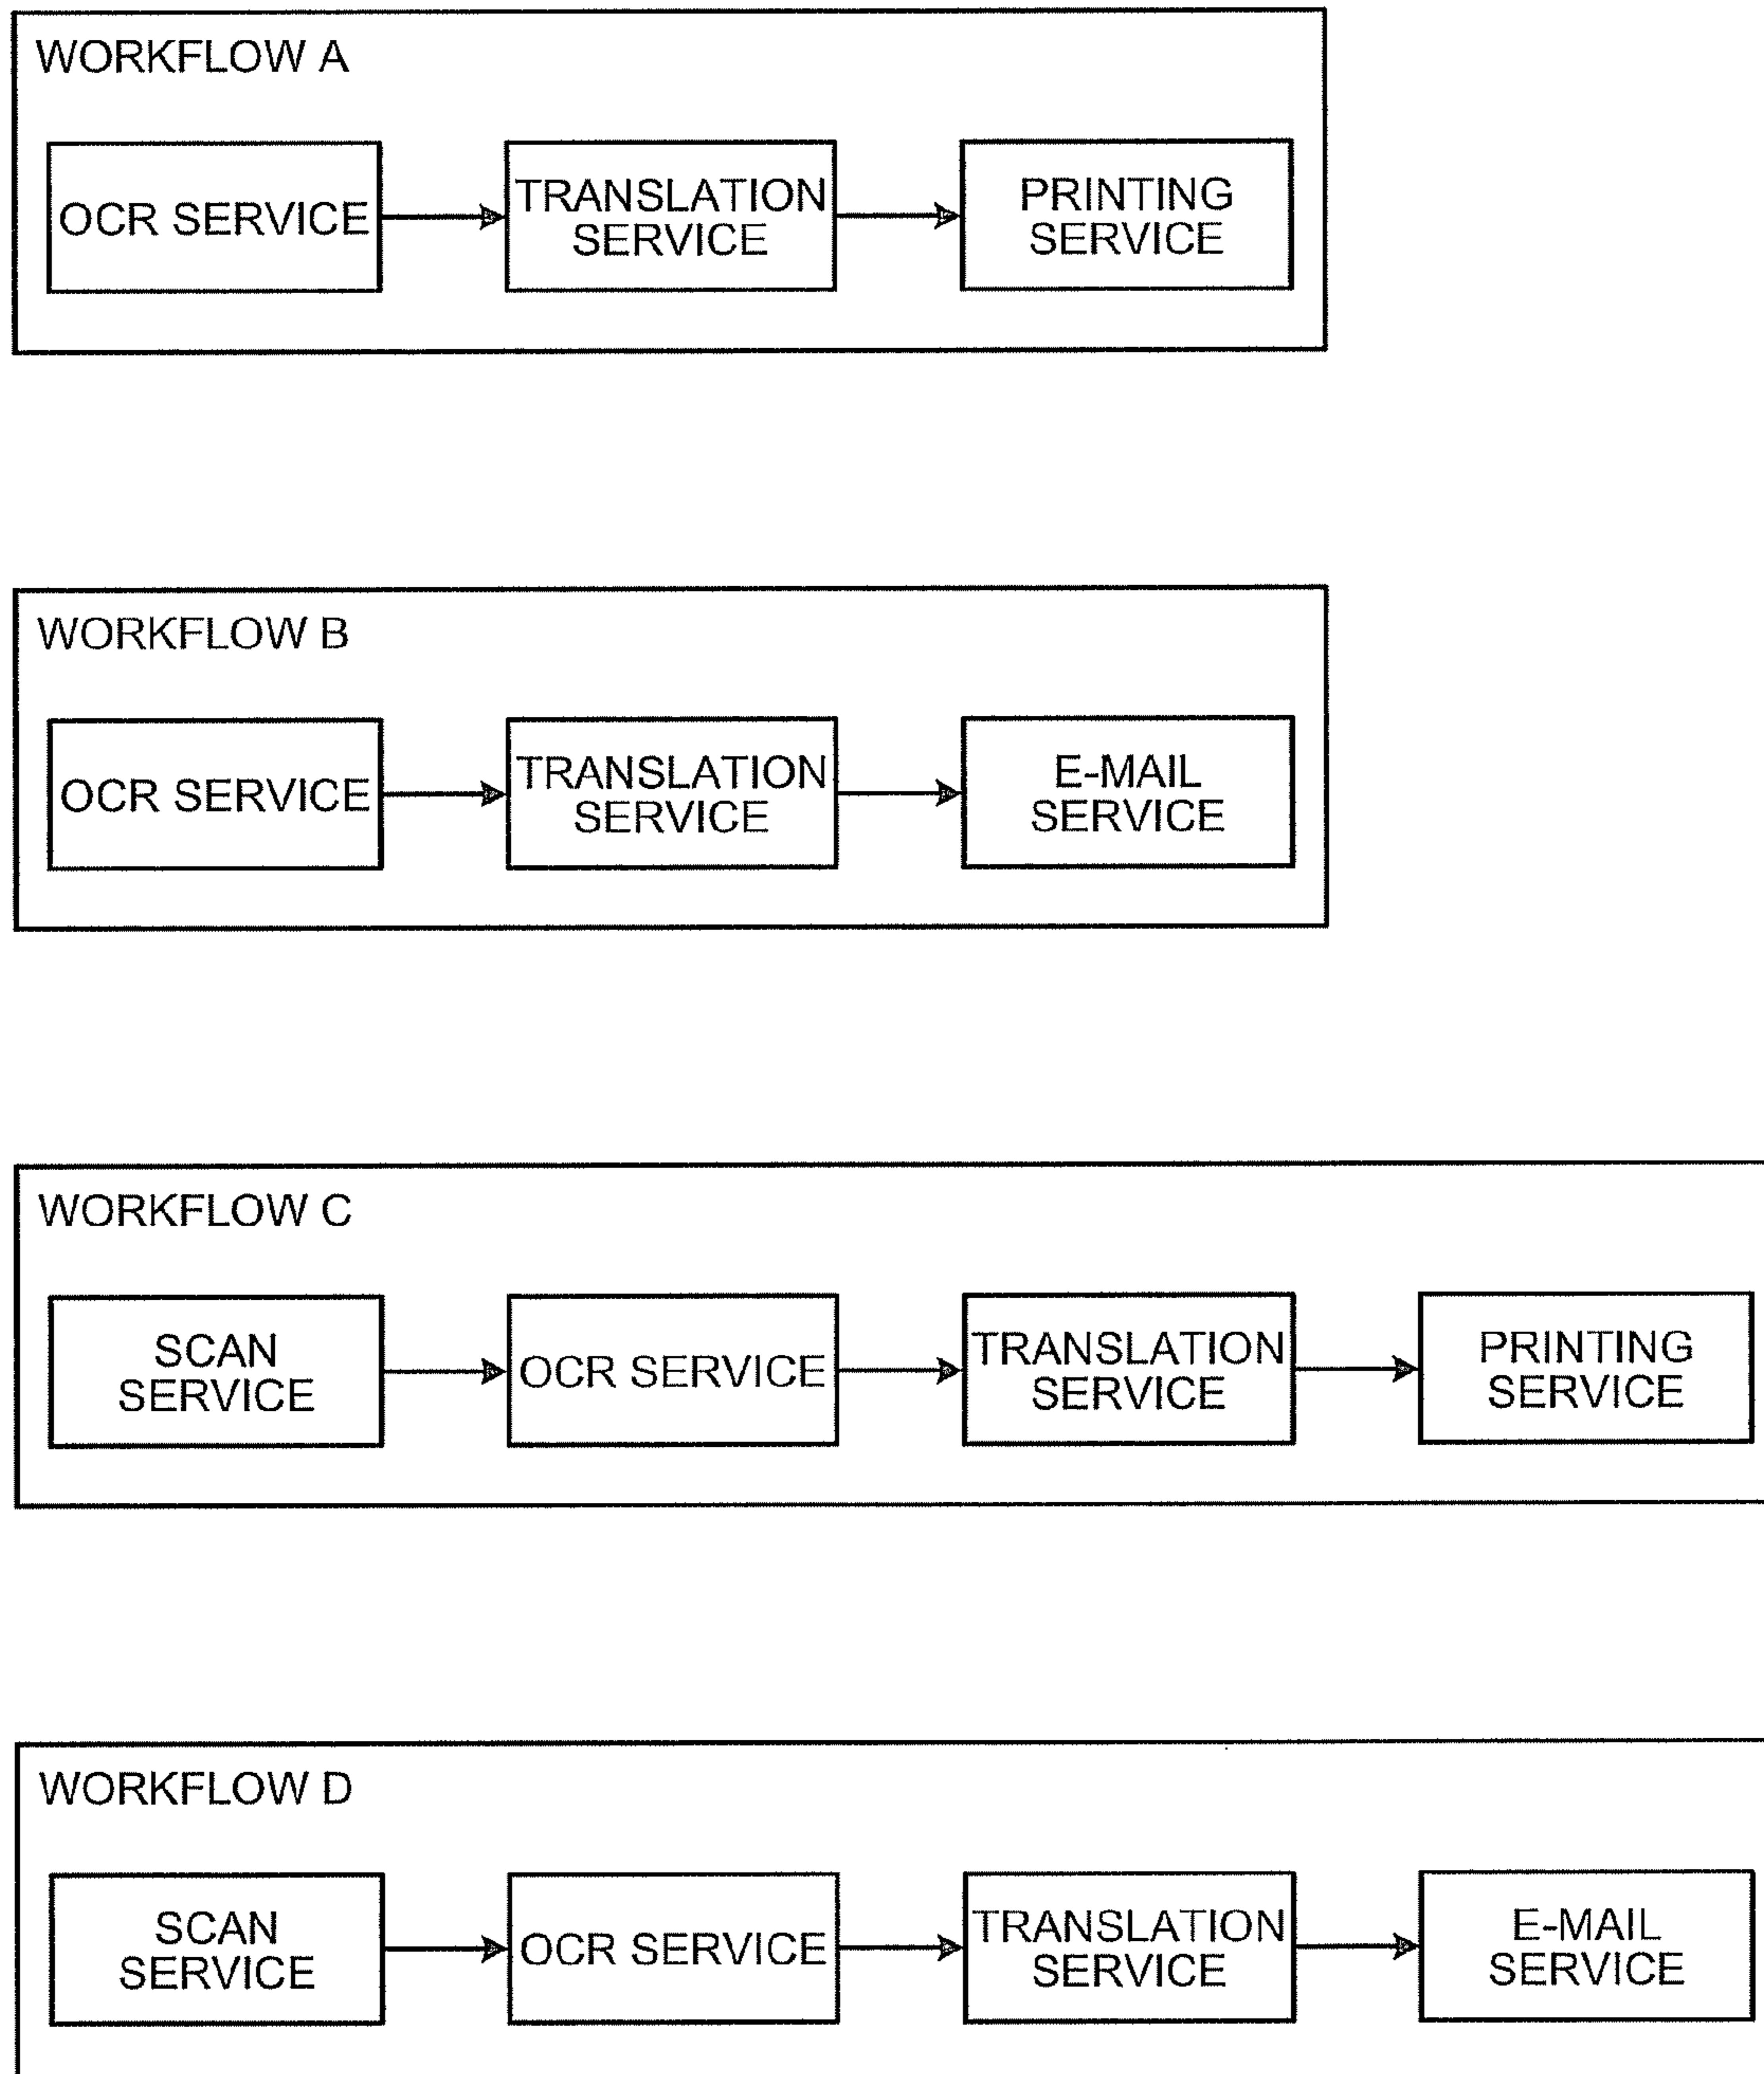 WORKFLOW A
OCR SERVICE
TRANSLATION
SERVICE
PRINTING
SERVICE
WORKFLOW B
OCR SERVICE
TRANSLATION
SERVICE
E-MAIL
SERVICE
WORKFLOW C
SCAN
SERVICE
OCR SERVICE
TRANSLATION
SERVICE
PRINTING
SERVICE
WORKFLOW D
SCAN
SERVICE
OCR SERVICE
TRANSLATION
SERVICE
E-MAIL
SERVICE